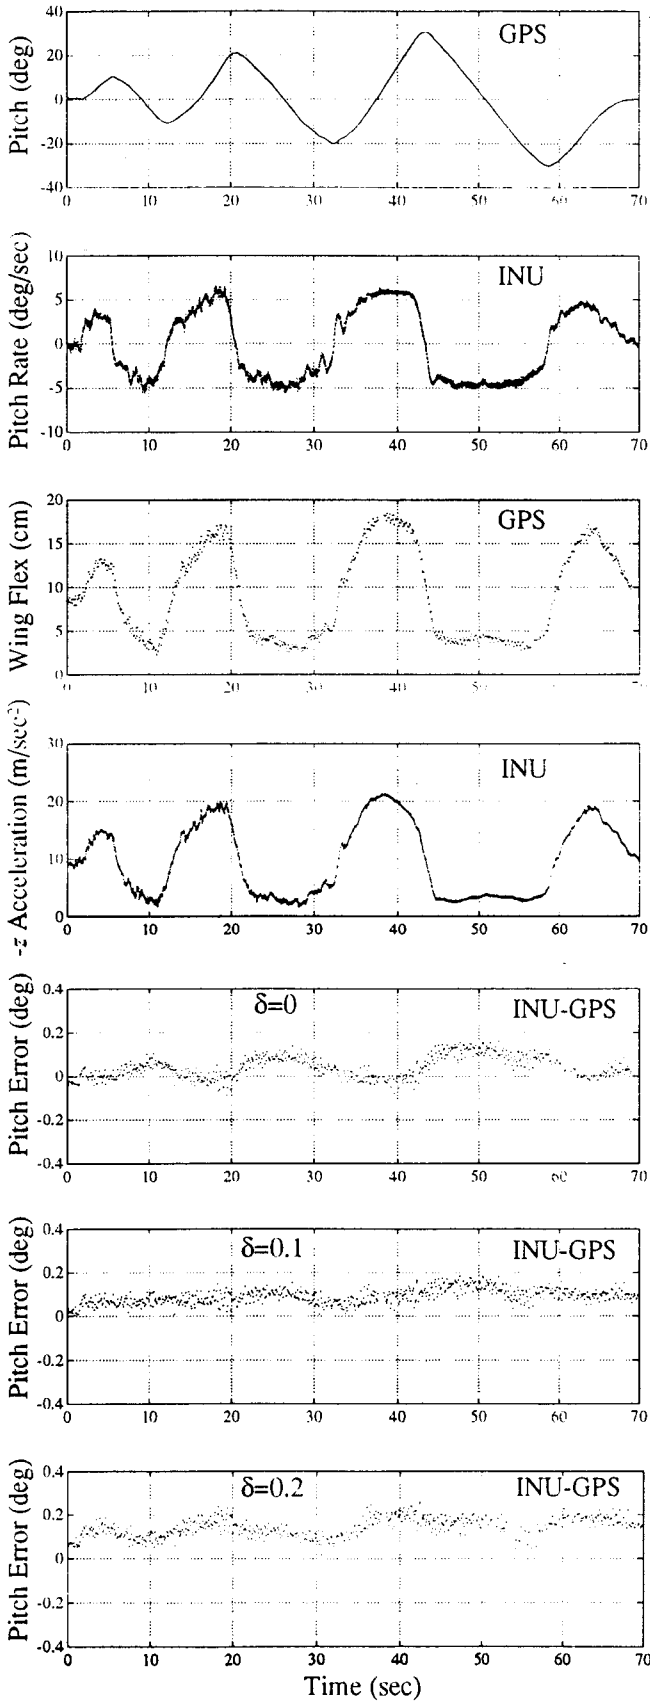 GPS
Pitch (deg)
40
20
0
-20
-40
0 10 20 30 40 50 60 70
INU
Pitch Rate (deg/sec)
10
5
0
-5
-10
0 10 20 30 40 50 60 70
GPS
Wing Flex (cm)
20
15
10
5
0
0 10 20 30 40 50 60 70
INU
-z Acceleration (m/sec²)
30
20
10
0
0 10 20 30 40 50 60 70
δ=0 INU-GPS
Pitch Error (deg)
0.4
0.2
0
-0.2
-0.4
0 10 20 30 40 50 60 70
δ=0.1 INU-GPS
Pitch Error (deg)
0.4
0.2
0
-0.2
-0.4
0 10 20 30 40 50 60 70
δ=0.2 INU-GPS
Pitch Error (deg)
0.4
0.2
0
-0.2
-0.4
0 10 20 30 40 50 60 70
Time (sec)